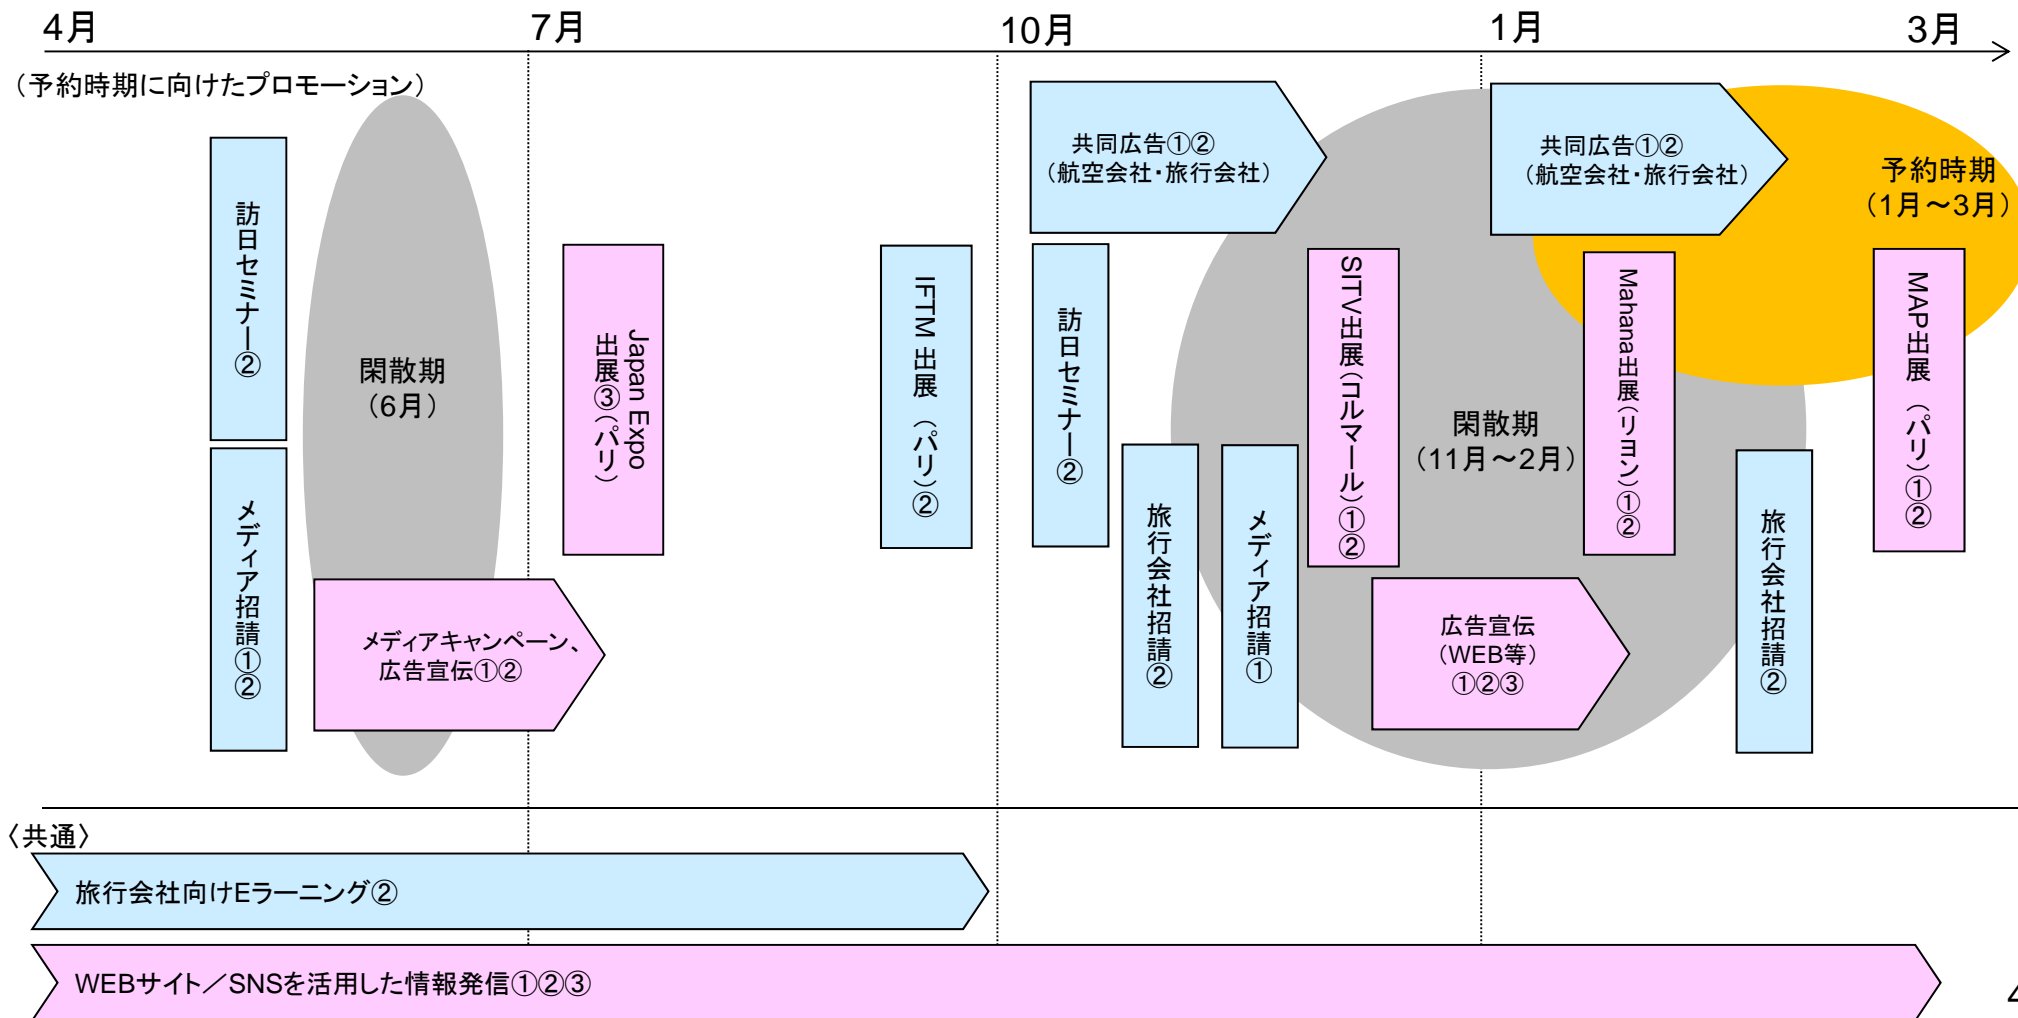 4月
7月
10月
1月
3月
（予約時期に向けたプロモーション）
訪日セミナー②
メディア招請①②
閑散期
（6月）
メディアキャンペーン、
広告宣伝①②
Japan Expo
出展③（パリ）
IFTM 出展 （パリ）②
共同広告①②
（航空会社・旅行会社）
訪日セミナー②
旅行会社招請②
メディア招請①
SITV出展（コルマール）①
②
閑散期
（11月～2月）
広告宣伝
（WEB等）
①②③
共同広告①②
（航空会社・旅行会社）
Mahana出展（リヨン）①
②
予約時期
（1月～3月）
旅行会社招請②
MAP出展 （パリ）①
②
〈共通〉
旅行会社向けEラーニング②
WEBサイト／SNSを活用した情報発信①②③
4